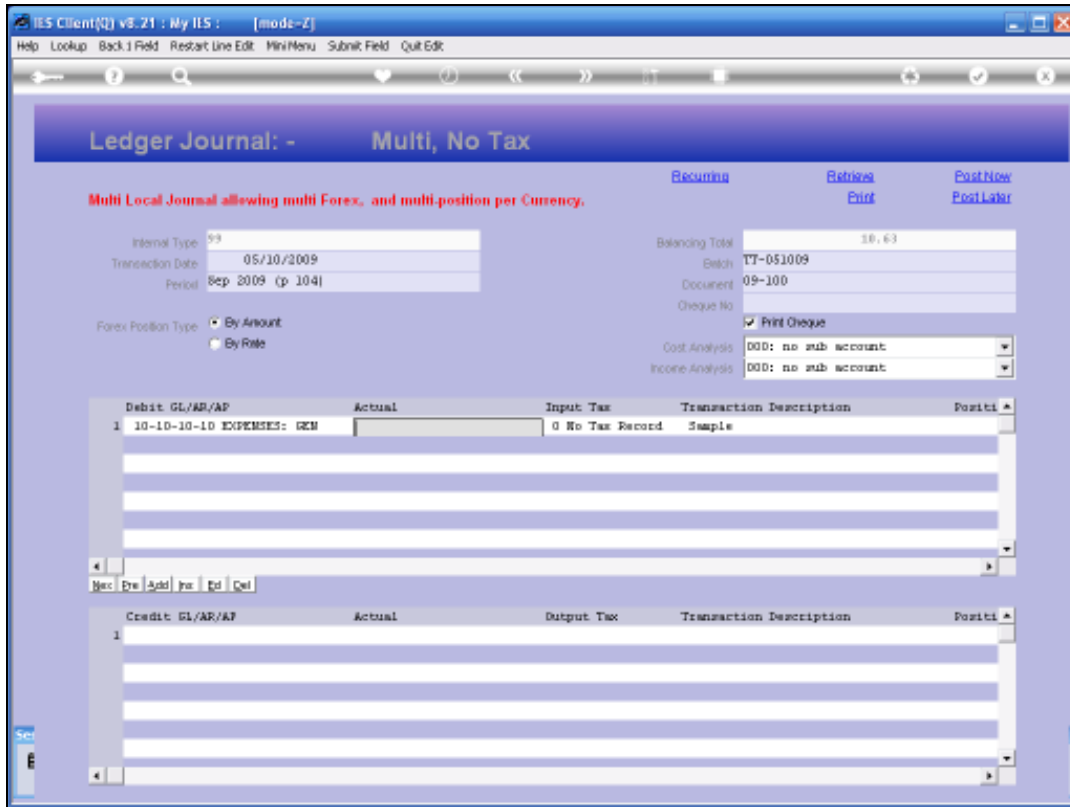 IES Client(Q) v8.21 : My IES : [mode-Z]
Help Lookup Back 1 Field Restart Line Edit MiniMenu Submit Field Quit Edit
Ledger Journal: - Multi, No Tax
Recurring Retrieve Post Now
Multi Local Journal allowing multi Forex, and multi-position per Currency. Print Post Later
Internal Type 99 Balancing Total 10.63
Transaction Date 05/10/2009 Batch TT-051009
Period Sep 2009 (p 104) Document 09-100
Cheque No
Forex Position Type By Amount Print Cheque
By Rate Cost Analysis 000: no sub account
Income Analysis 000: no sub account
Debit GL/AR/AP Actual Input Tax Transaction Description Positi
1 10-10-10-10 EXPENSES: GEN 0 No Tax Record Sample
Nex Pre Add Ins Ed Del
Credit GL/AR/AP Actual Output Tax Transaction Description Positi
1
Ser